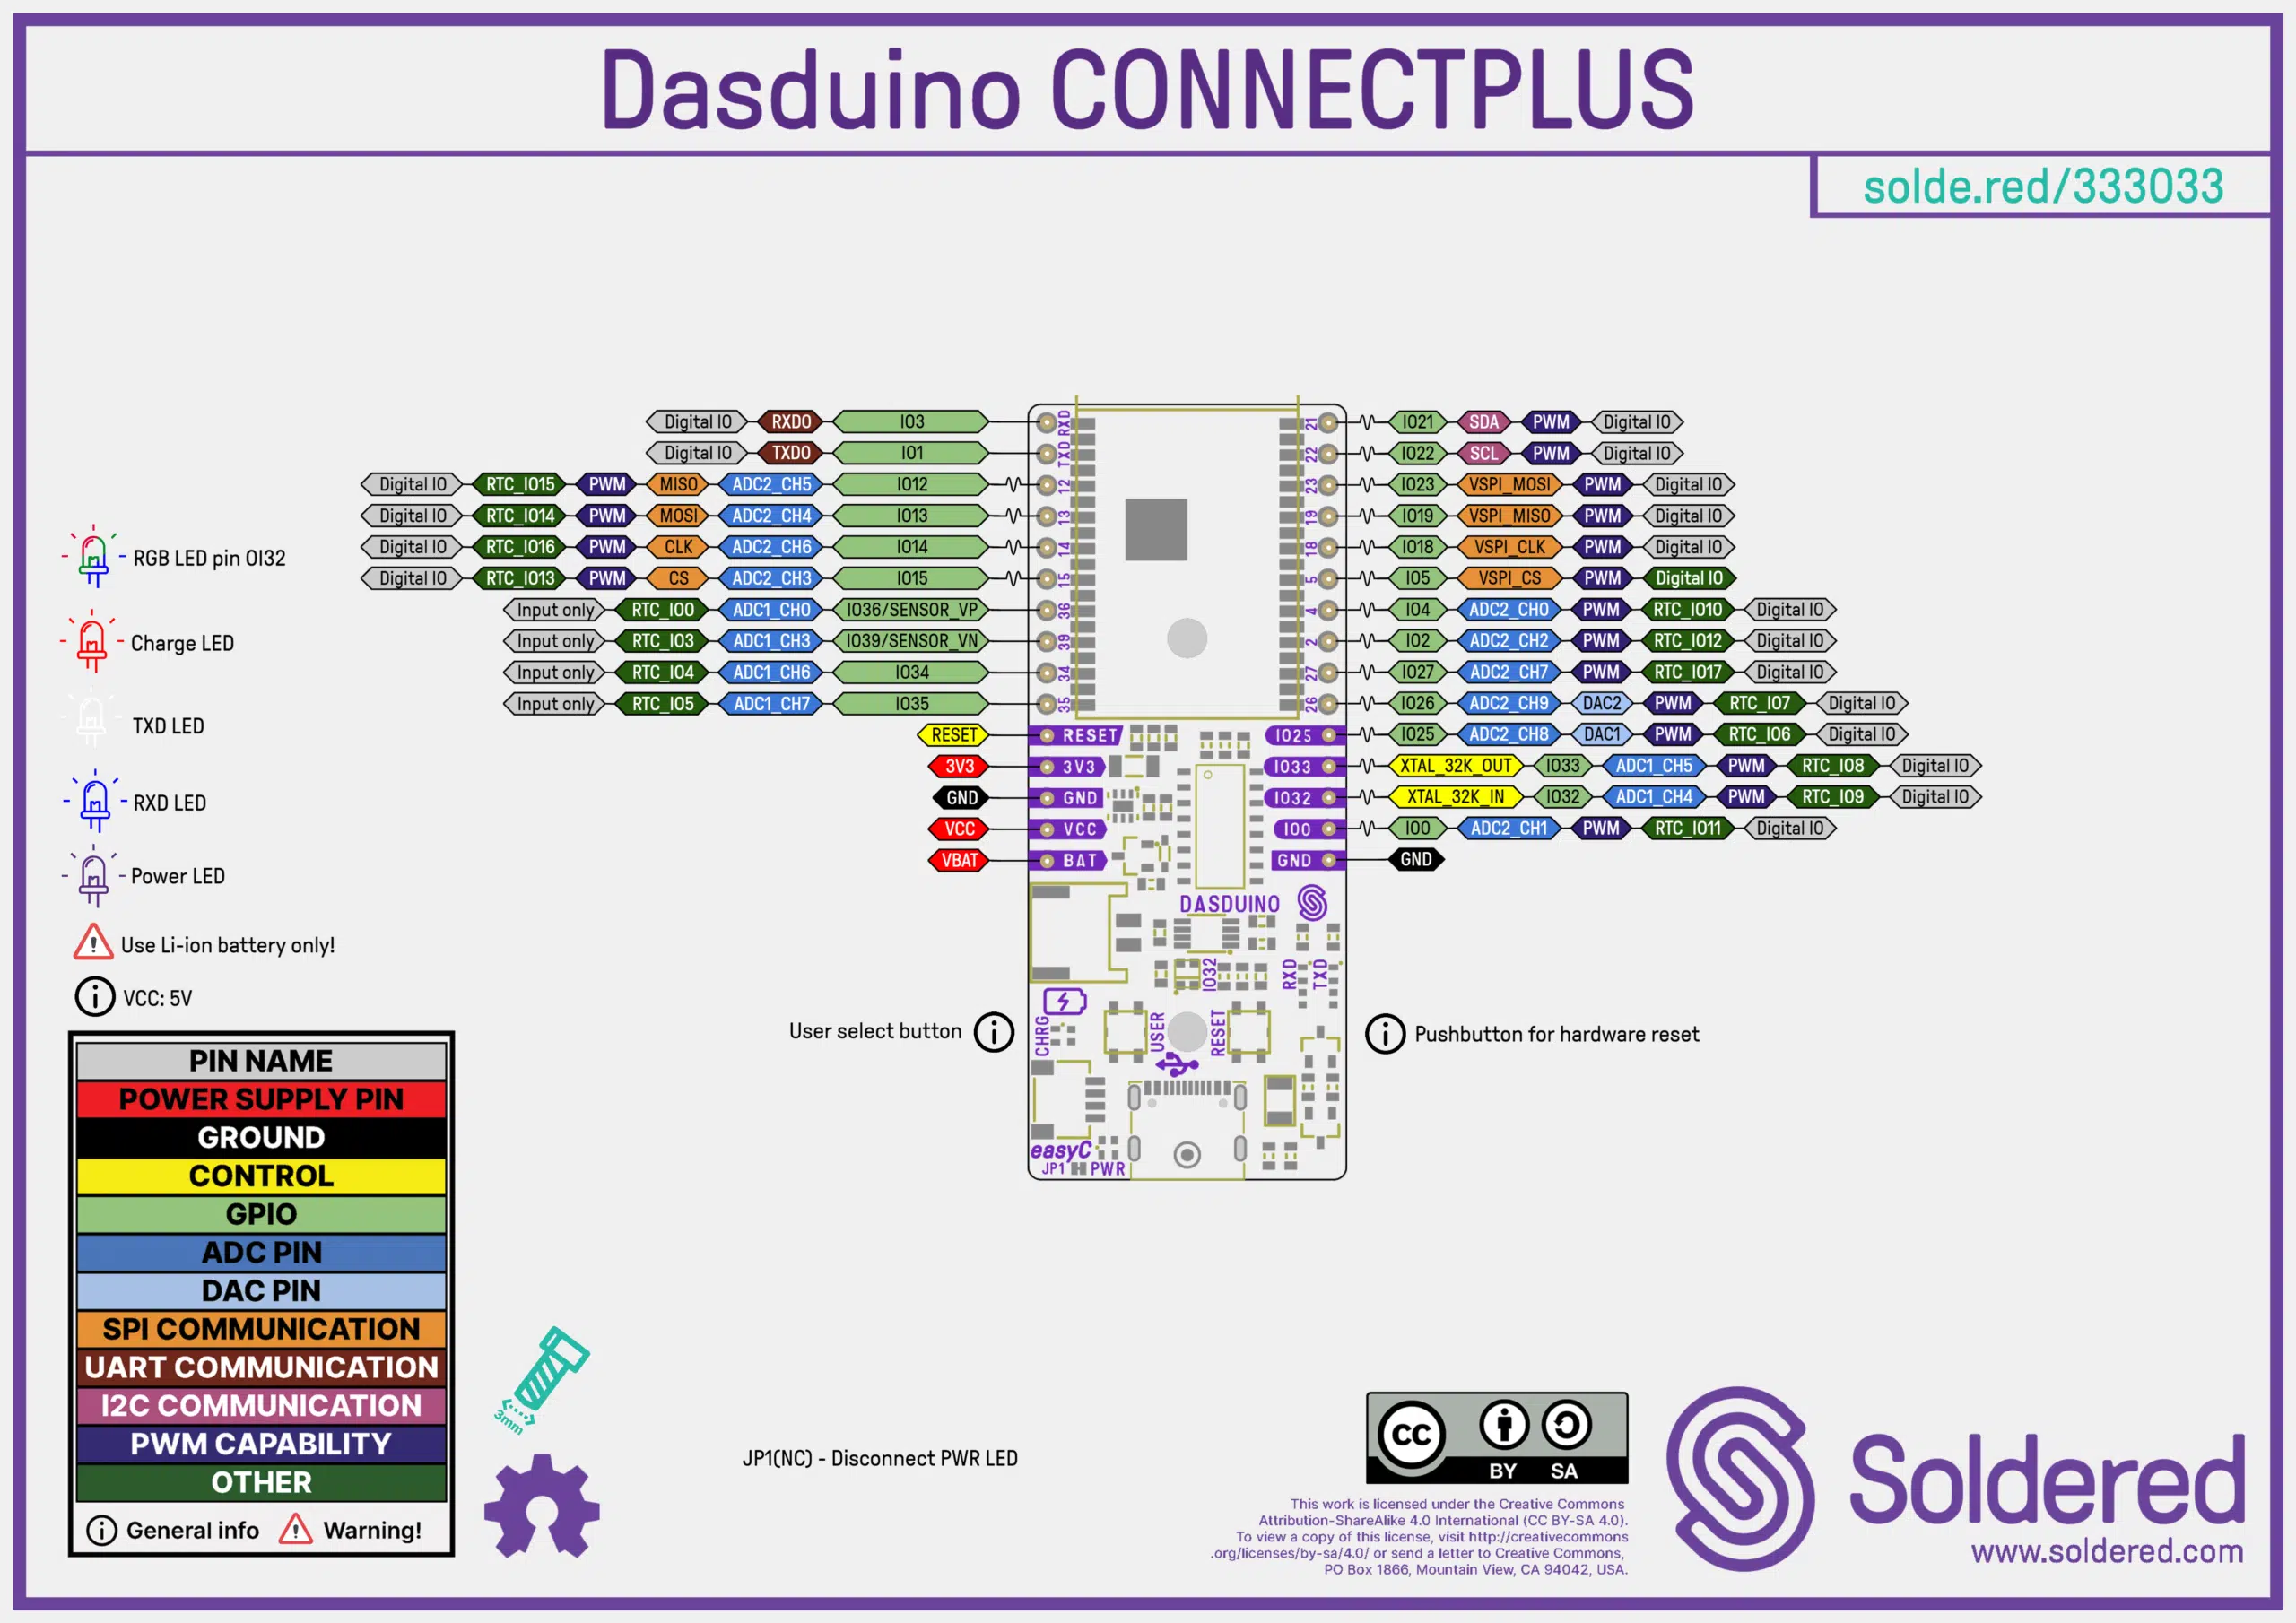 Dasduino CONNECTPLUS
solde.red/333033
Digital IO RXD0 IO3
Digital IO TXD0 IO1
Digital IO RTC_IO15 PWM MISO ADC2_CH5 IO12
Digital IO RTC_IO14 PWM MOSI ADC2_CH4 IO13
Digital IO RTC_IO16 PWM CLK ADC2_CH6 IO14
Digital IO RTC_IO13 PWM CS ADC2_CH3 IO15
Input only RTC_IO0 ADC1_CH0 IO36/SENSOR_VP
Input only RTC_IO3 ADC1_CH3 IO39/SENSOR_VN
Input only RTC_IO4 ADC1_CH6 IO34
Input only RTC_IO5 ADC1_CH7 IO35
RESET
3V3
GND
VCC
VBAT
RXD
TXD
12
13
14
15
36
39
34
35
RESET
3V3
GND
VCC
BAT
21
22
23
19
18
5
4
2
27
26
IO25
IO33
IO32
IO0
GND
IO21 SDA PWM Digital IO
IO22 SCL PWM Digital IO
IO23 VSPI_MOSI PWM Digital IO
IO19 VSPI_MISO PWM Digital IO
IO18 VSPI_CLK PWM Digital IO
IO5 VSPI_CS PWM Digital IO
IO4 ADC2_CH0 PWM RTC_IO10 Digital IO
IO2 ADC2_CH2 PWM RTC_IO12 Digital IO
IO27 ADC2_CH7 PWM RTC_IO17 Digital IO
IO26 ADC2_CH9 DAC2 PWM RTC_IO7 Digital IO
IO25 ADC2_CH8 DAC1 PWM RTC_IO6 Digital IO
XTAL_32K_OUT IO33 ADC1_CH5 PWM RTC_IO8 Digital IO
XTAL_32K_IN IO32 ADC1_CH4 PWM RTC_IO9 Digital IO
IO0 ADC2_CH1 PWM RTC_IO11 Digital IO
GND
DASDUINO
IO32
RXD
TXD
CHRG
USER
RESET
easyC
JP1 PWR
User select button
Pushbutton for hardware reset
RGB LED pin OI32
Charge LED
TXD LED
RXD LED
Power LED
Use Li-ion battery only!
VCC: 5V
PIN NAME
POWER SUPPLY PIN
GROUND
CONTROL
GPIO
ADC PIN
DAC PIN
SPI COMMUNICATION
UART COMMUNICATION
I2C COMMUNICATION
PWM CAPABILITY
OTHER
General info Warning!
3mm
JP1(NC) - Disconnect PWR LED
CC
BY SA
This work is licensed under the Creative Commons
Attribution-ShareAlike 4.0 International (CC BY-SA 4.0).
To view a copy of this license, visit http://creativecommons
.org/licenses/by-sa/4.0/ or send a letter to Creative Commons,
PO Box 1866, Mountain View, CA 94042, USA.
Soldered
www.soldered.com